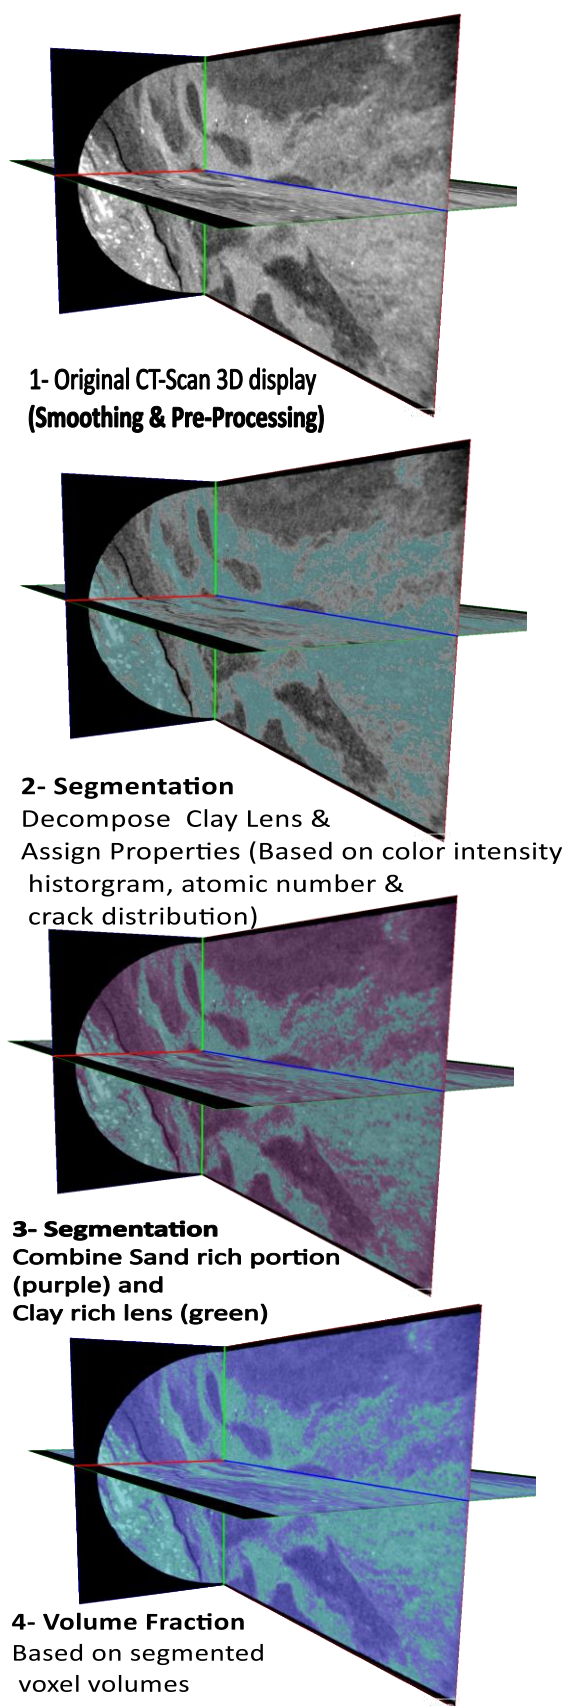 1- Original CT-Scan 3D display
(Smoothing & Pre-Processing)
2- Segmentation
Decompose Clay Lens &
Assign Properties (Based on color intensity
historgram, atomic number &
crack distribution)
3- Segmentation
Combine Sand rich portion
(purple) and
Clay rich lens (green)
4- Volume Fraction
Based on segmented
voxel volumes